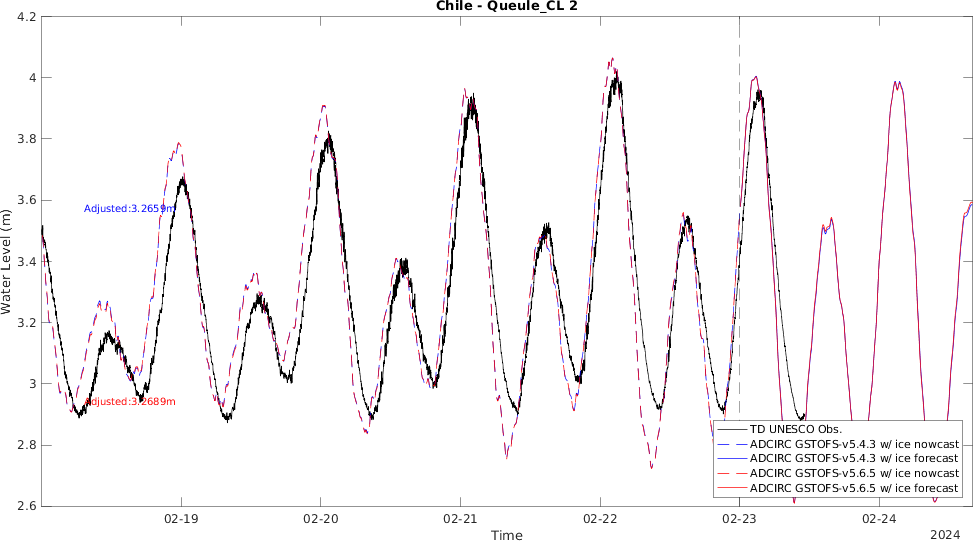 Chile - Queule_CL 2
4.2
4
3.8
3.6
3.4
3.2
3
2.8
2.6
Water Level (m)
Adjusted:3.2659m
Adjusted:3.2689m
TD UNESCO Obs.
ADCIRC GSTOFS-v5.4.3 w/ ice nowcast
ADCIRC GSTOFS-v5.4.3 w/ ice forecast
ADCIRC GSTOFS-v5.6.5 w/ ice nowcast
ADCIRC GSTOFS-v5.6.5 w/ ice forecast
02-19 02-20 02-21 02-22 02-23 02-24
Time
2024